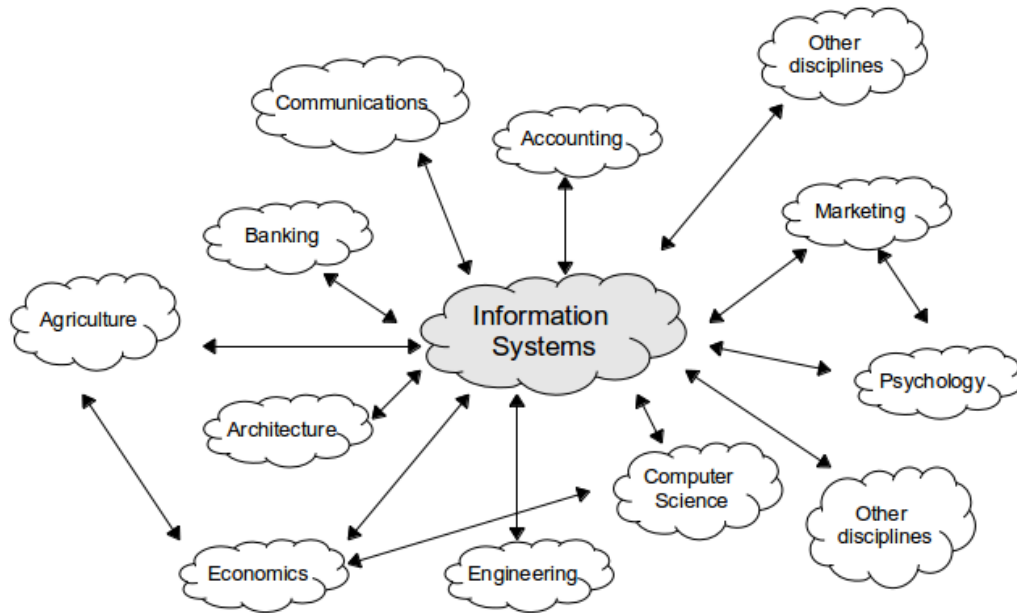 Other
disciplines
Communications
Accounting
Marketing
Banking
Agriculture
Information
Systems
Psychology
Architecture
Computer
Science
Other
disciplines
Economics
Engineering